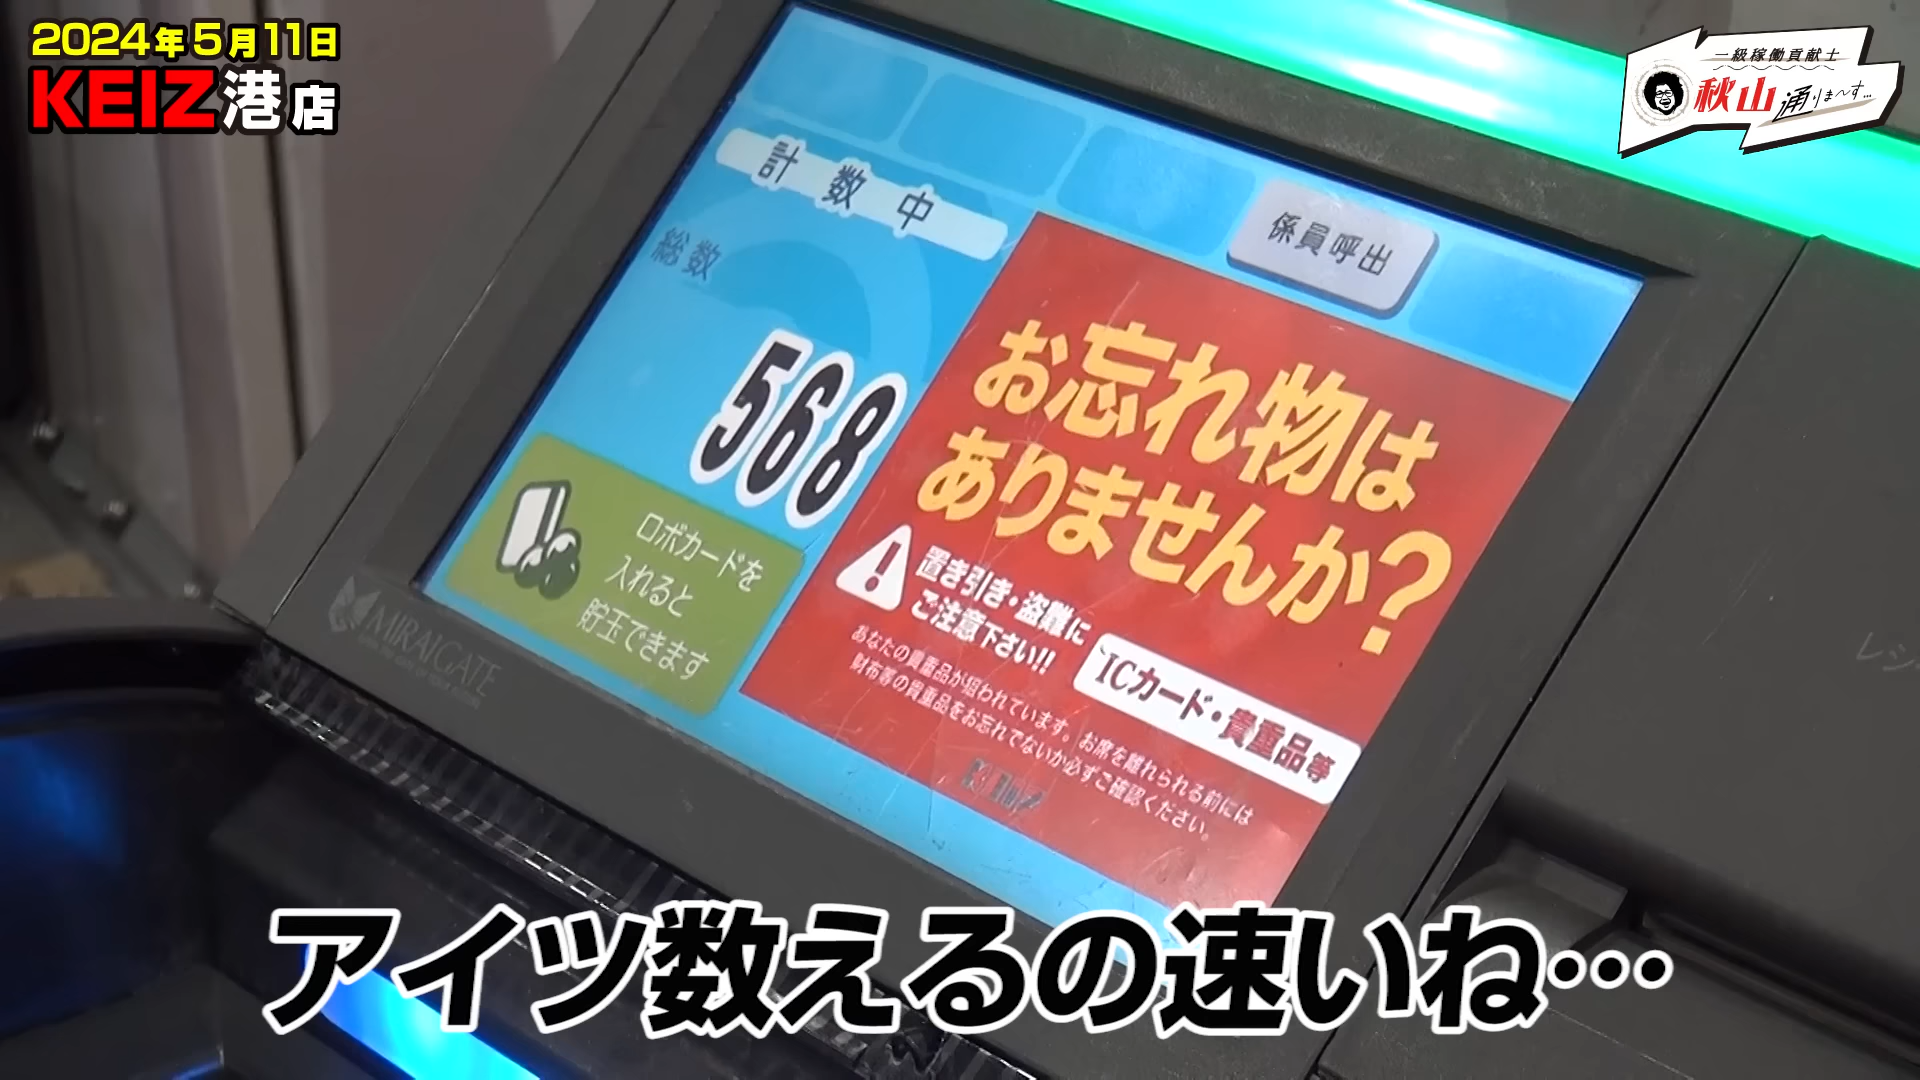 2024年5月11日
KEIZ港店
一級稼働貢献士
秋山通りま〜す…
計数中
係員呼出
総数
568
お忘れ物は
ありませんか?
置き引き・盗難に
ご注意下さい!!
ICカード・貴重品等
あなたの貴重品が狙われています。お席を離れられる前には
財布等の貴重品をお忘れでないか必ずご確認ください。
ロボカードを
入れると
貯玉できます
MIRAIGATE
レジ
アイツ数えるの速いね…